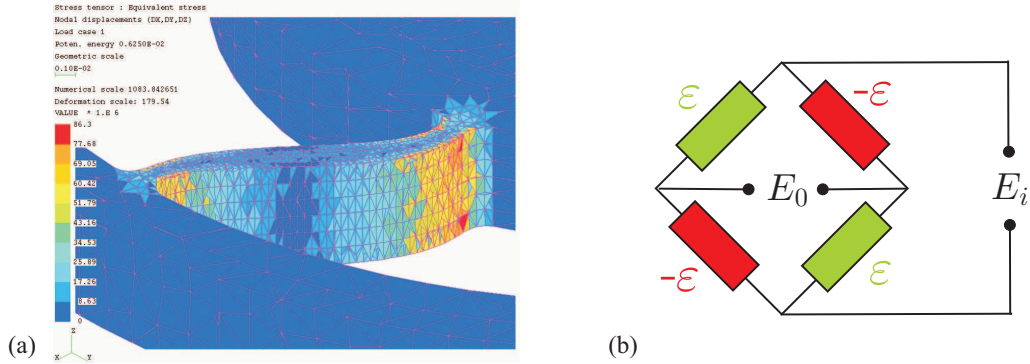 Stress tensor : Equivalent stress
Nodal displacements (DX,DY,DZ)
Load case 1
Poten. energy 0.6250E-02
Geometric scale
0.10E-02
Numerical scale 1083.842651
Deformation scale: 179.54
VALUE * 1.E 6
86.3
77.68
69.05
60.42
51.79
43.16
34.53
25.89
17.26
8.63
0
Z
X Y
(a)
ε -ε
E₀ E_i
-ε ε
(b)